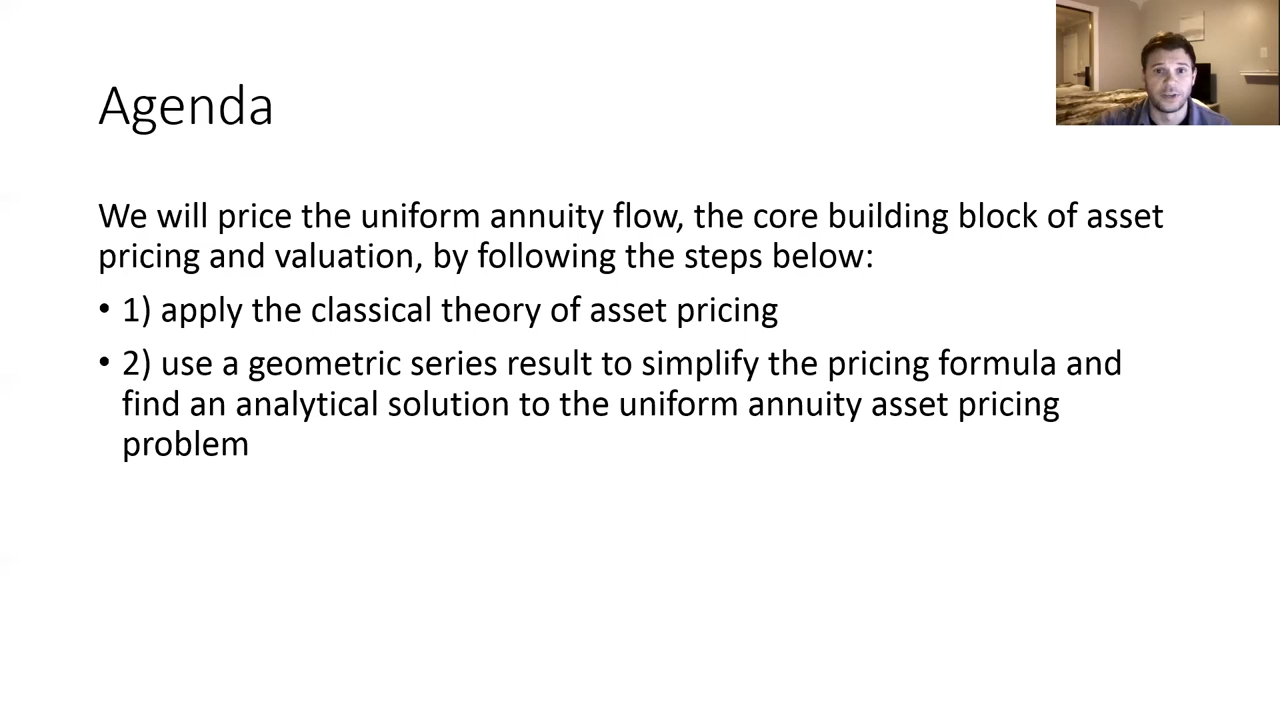 Agenda
We will price the uniform annuity flow, the core building block of asset
pricing and valuation, by following the steps below:
• 1) apply the classical theory of asset pricing
• 2) use a geometric series result to simplify the pricing formula and
find an analytical solution to the uniform annuity asset pricing
problem